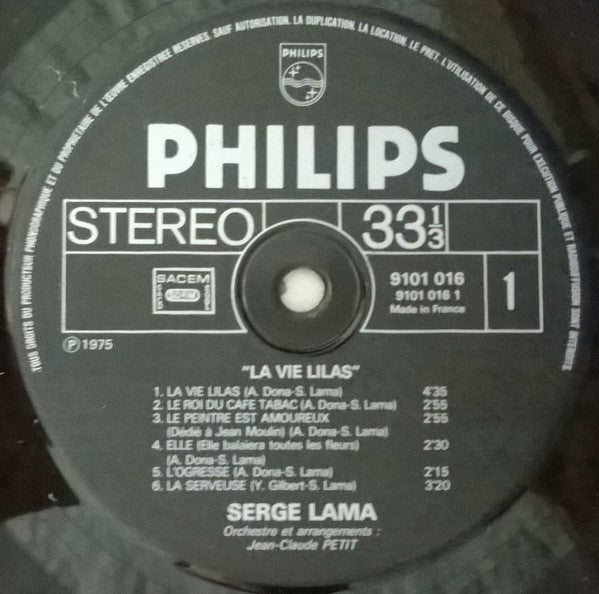 TOUS DROITS DU PRODUCTEUR PHONOGRAPHIQUE ET DU PROPRIETAIRE DE L'ŒUVRE ENREGISTREE RESERVES. SAUF AUTORISATION, LA DUPLICATION, LA LOCATION, LE PRET, L'UTILISATION DE CE DISQUE POUR EXECUTION PUBLIQUE ET RADIODIFFUSION SONT INTERDITS
PHILIPS
PHILIPS
STEREO 33 1/3
SACEM
9101 016
9101 016 1
Made in France
1
Ⓟ 1975
"LA VIE LILAS"
1. LA VIE LILAS (A. Dona-S. Lama) 4'35
2. LE ROI DU CAFE TABAC (A. Dona-S. Lama) 2'55
3. LE PEINTRE EST AMOUREUX 2'55
(Dédié à Jean Moulin) (A. Dona-S. Lama)
4. ELLE (Elle balaiera toutes les fleurs) 2'30
(A. Dona-S. Lama)
5. L'OGRESSE (A. Dona-S. Lama) 2'15
6. LA SERVEUSE (Y. Gilbert-S. Lama) 3'20
SERGE LAMA
Orchestre et arrangements :
Jean-Claude PETIT